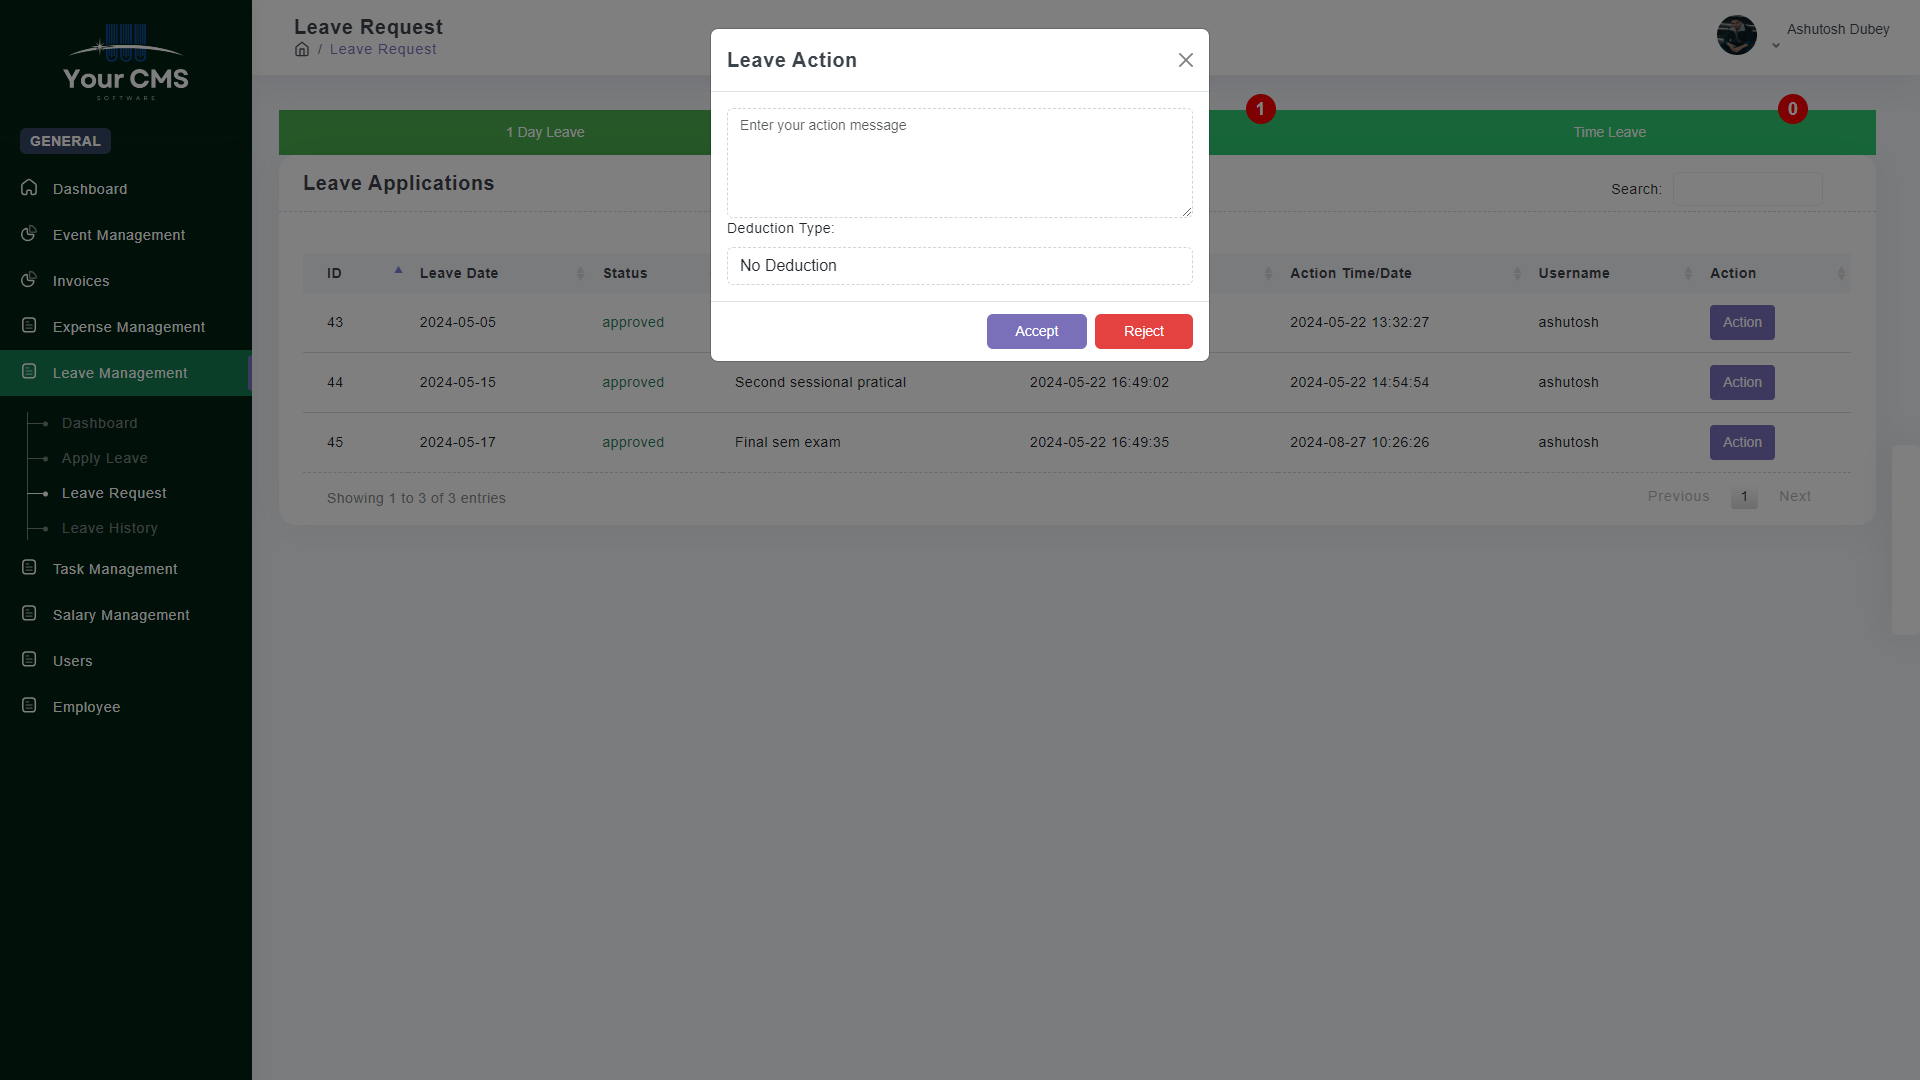 Your CMS
SOFTWARE
GENERAL
Dashboard
Event Management
Invoices
Expense Management
Leave Management
Dashboard
Apply Leave
Leave Request
Leave History
Task Management
Salary Management
Users
Employee
Leave Request
/ Leave Request
Ashutosh Dubey
1 Day Leave
1
Time Leave
0
Leave Applications
Search:
ID Leave Date Status Action Time/Date Username Action
43 2024-05-05 approved 2024-05-22 13:32:27 ashutosh Action
44 2024-05-15 approved Second sessional pratical 2024-05-22 16:49:02 2024-05-22 14:54:54 ashutosh Action
45 2024-05-17 approved Final sem exam 2024-05-22 16:49:35 2024-08-27 10:26:26 ashutosh Action
Showing 1 to 3 of 3 entries
Previous 1 Next
Leave Action
Enter your action message
Deduction Type:
No Deduction
Accept Reject